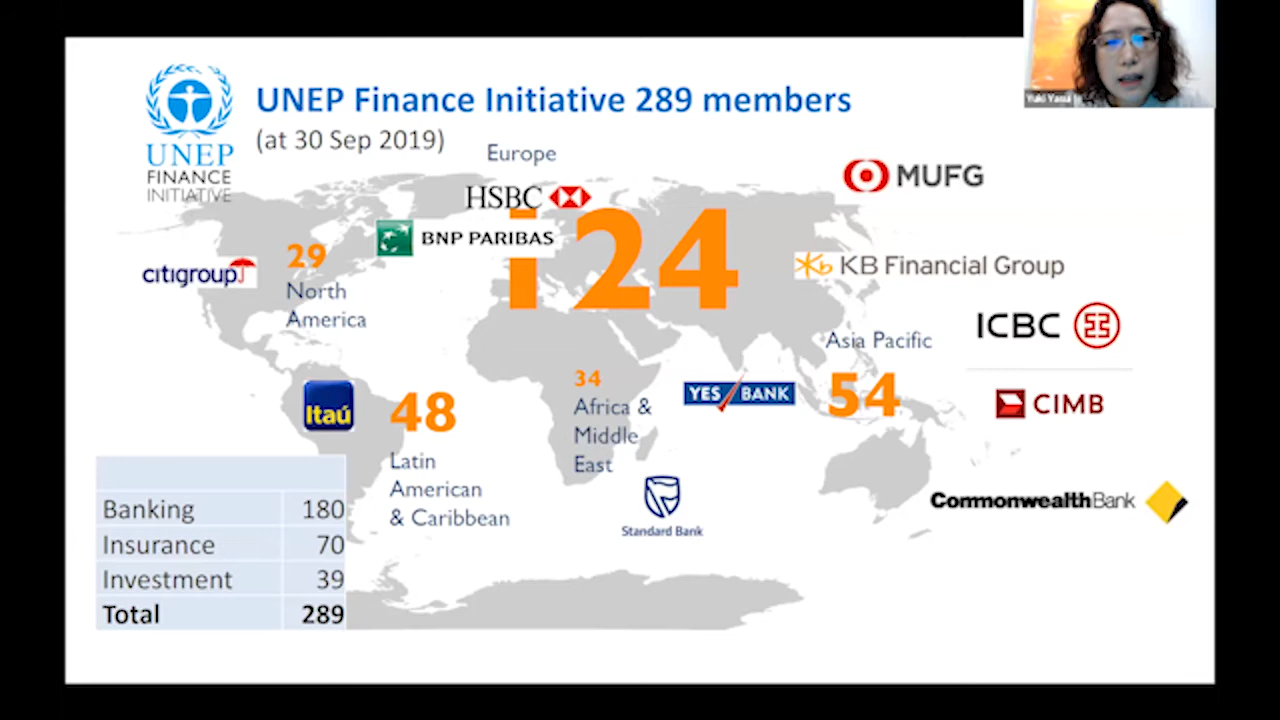 Yuki Yasui
UNEP Finance Initiative 289 members
(at 30 Sep 2019)
UNEP
FINANCE
INITIATIVE
Europe
HSBC
124
BNP PARIBAS
MUFG
citigroup
29
North
America
KB Financial Group
ICBC
Asia Pacific
54
YES BANK
CIMB
Itaú
48
Latin
American
& Caribbean
34
Africa &
Middle
East
Standard Bank
CommonwealthBank
Banking 180
Insurance 70
Investment 39
Total 289